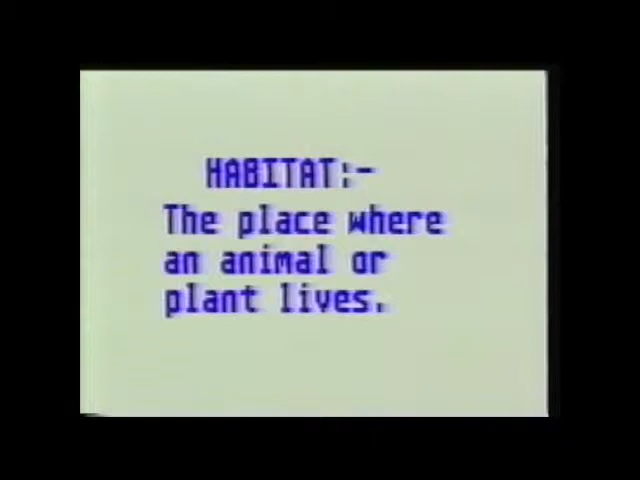 HABITAT:-
The place where
an animal or
plant lives.